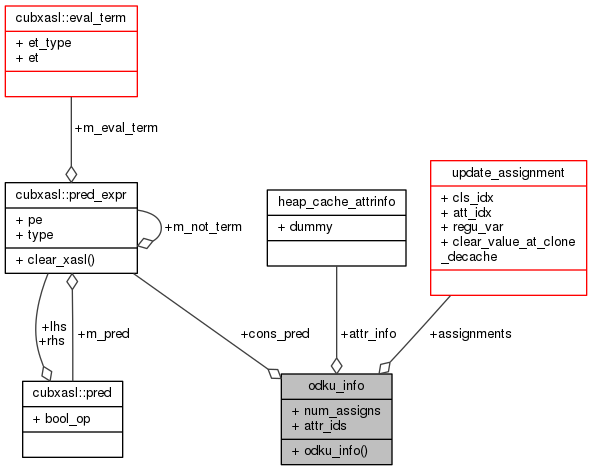 cubxasl::eval_term
+ et_type
+ et
+m_eval_term
cubxasl::pred_expr
+ pe
+ type
+ clear_xasl()
+m_not_term
heap_cache_attrinfo
+ dummy
update_assignment
+ cls_idx
+ att_idx
+ regu_var
+ clear_value_at_clone
_decache
+lhs
+rhs
+m_pred
+cons_pred
+attr_info
+assignments
cubxasl::pred
+ bool_op
odku_info
+ num_assigns
+ attr_ids
+ odku_info()